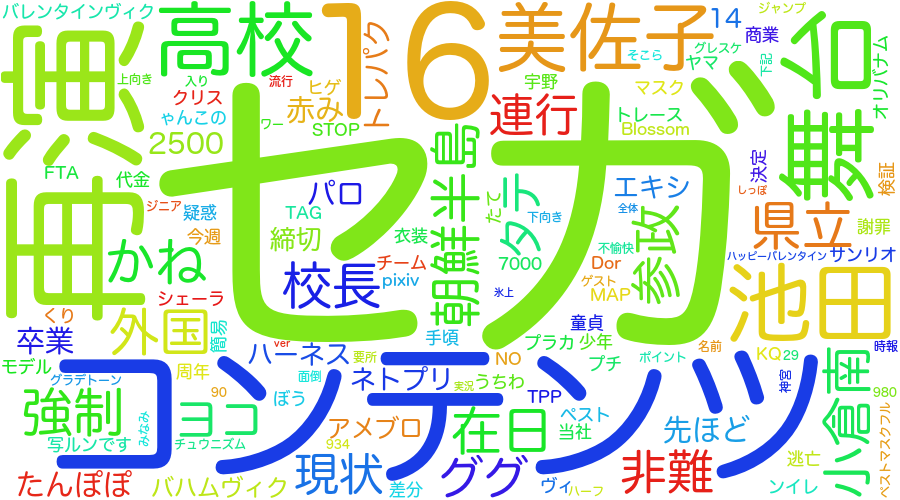 バレンタインヴィク
高校
1
6
美佐子
14
ジャンプ
商業
グレスケ
ヤマ
下記
そこら
台
舞
オリバナム
再演
上向き
入り
流行
クリス
ヒゲ
赤み
トレパク
宇野
マスク
ゃんこの
ワー
STOP
連行
トレース
Blossom
2500
セガ
FTA
代金
パロ
朝鮮半島
たて
タテ
エキシ
決定
しっぽ
検証
ジニア
疑惑
TAG
下向き
全体
参政
県立
謝罪
今週
締切
衣装
不愉快
かね
校長
チーム
7000
Dor
ハッピーバレンタイン
サンリオ
シェーラ
pixiv
氷上
ゲスト
MAP
池田
くり
外国
簡易
手頃
童貞
卒業
ver
ハーネス
要所
NO
プラカ
少年
ポイント
名前
KQ
29
時報
モデル
グラデトーン
周年
面倒
ネトプリ
実況
うちわ
プチ
神宮
小倉南
980
強制
コンテンツ
90
ぼう
TPP
ヨコ
アメブロ
在日
ペスト
当社
先ほど
ベストマスクフル
写ルンです
みなみ
チュウニズム
934
逃亡
たんぽぽ
バハムヴィク
現状
差分
ググ
ヴィ
ハーフ
非難
ンイレ